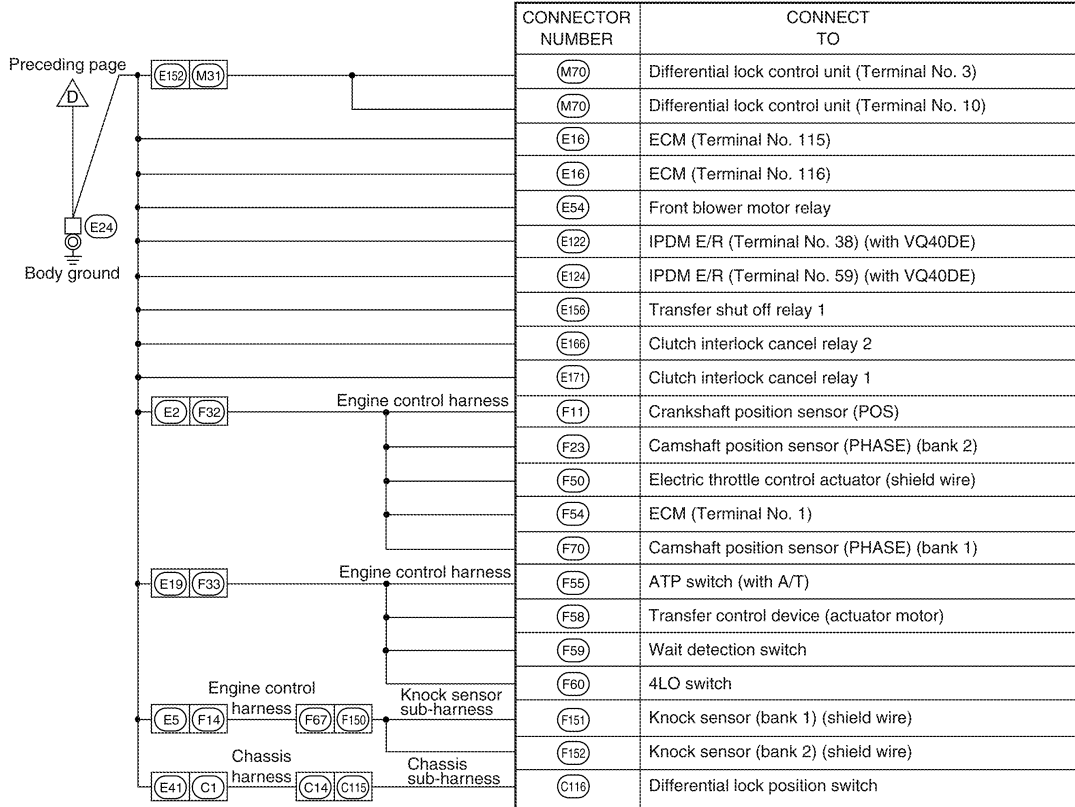 CONNECTOR NUMBER
CONNECT TO
Preceding page
D
E24
Body ground
E152 M31
M70 Differential lock control unit (Terminal No. 3)
M70 Differential lock control unit (Terminal No. 10)
E16 ECM (Terminal No. 115)
E16 ECM (Terminal No. 116)
E54 Front blower motor relay
E122 IPDM E/R (Terminal No. 38) (with VQ40DE)
E124 IPDM E/R (Terminal No. 59) (with VQ40DE)
E156 Transfer shut off relay 1
E166 Clutch interlock cancel relay 2
E171 Clutch interlock cancel relay 1
E2 F32 Engine control harness
F11 Crankshaft position sensor (POS)
F23 Camshaft position sensor (PHASE) (bank 2)
F50 Electric throttle control actuator (shield wire)
F54 ECM (Terminal No. 1)
F70 Camshaft position sensor (PHASE) (bank 1)
E19 F33 Engine control harness
F55 ATP switch (with A/T)
F58 Transfer control device (actuator motor)
F59 Wait detection switch
F60 4LO switch
E5 F14 Engine control harness F67 F150 Knock sensor sub-harness
F151 Knock sensor (bank 1) (shield wire)
F152 Knock sensor (bank 2) (shield wire)
E41 C1 Chassis harness C14 C115 Chassis sub-harness
C116 Differential lock position switch